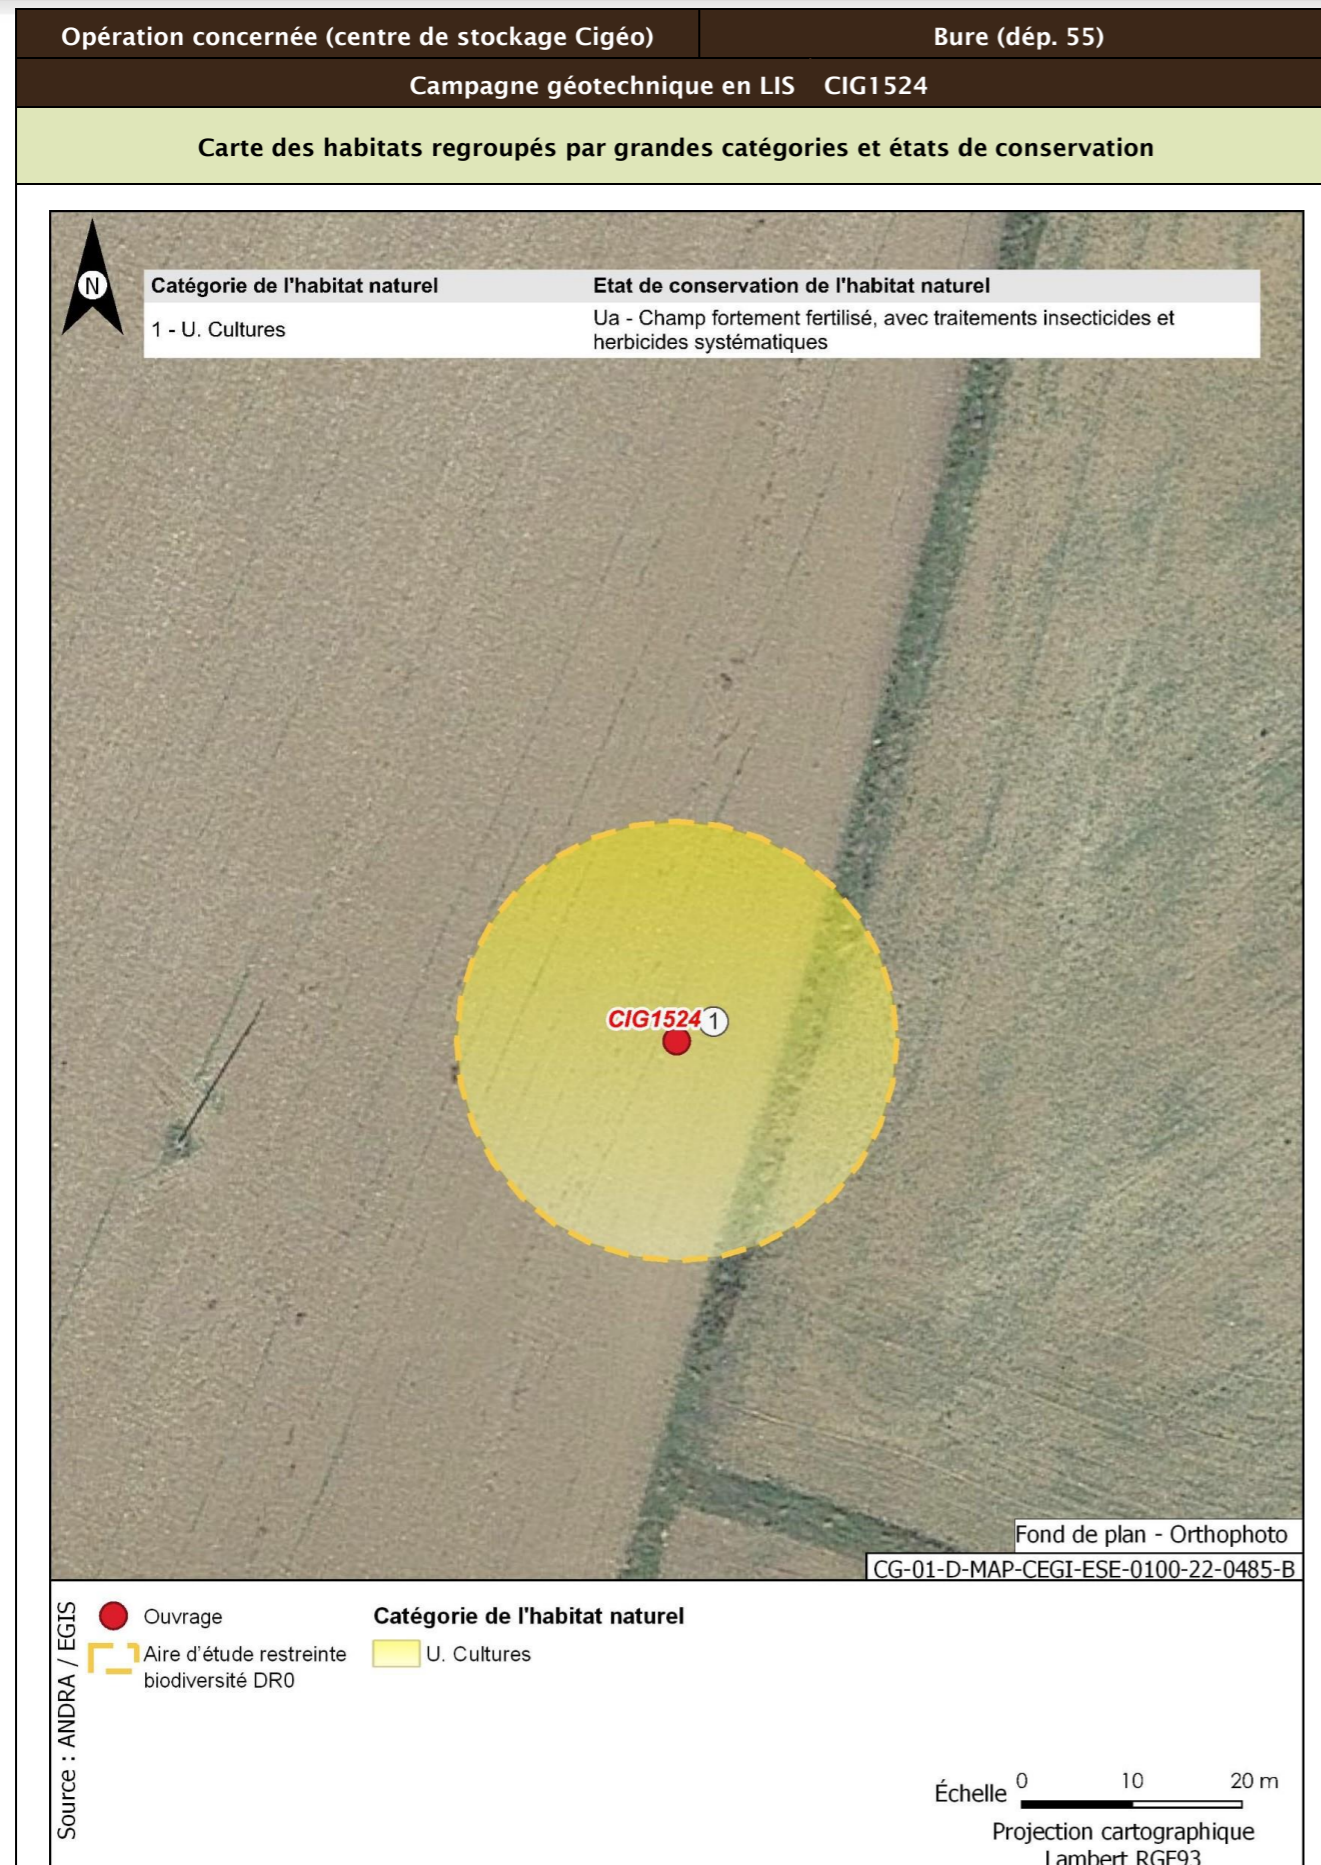 Opération concernée (centre de stockage Cigéo) Bure (dép. 55)
Campagne géotechnique en LIS CIG1524
Carte des habitats regroupés par grandes catégories et états de conservation
N
Catégorie de l'habitat naturel Etat de conservation de l'habitat naturel
1 - U. Cultures Ua - Champ fortement fertilisé, avec traitements insecticides et
herbicides systématiques
CIG1524 1
Fond de plan - Orthophoto
CG-01-D-MAP-CEGI-ESE-0100-22-0485-B
Source : ANDRA / EGIS
Ouvrage
Aire d'étude restreinte
biodiversité DR0
Catégorie de l'habitat naturel
U. Cultures
Échelle 0 10 20 m
Projection cartographique
Lambert RGF93